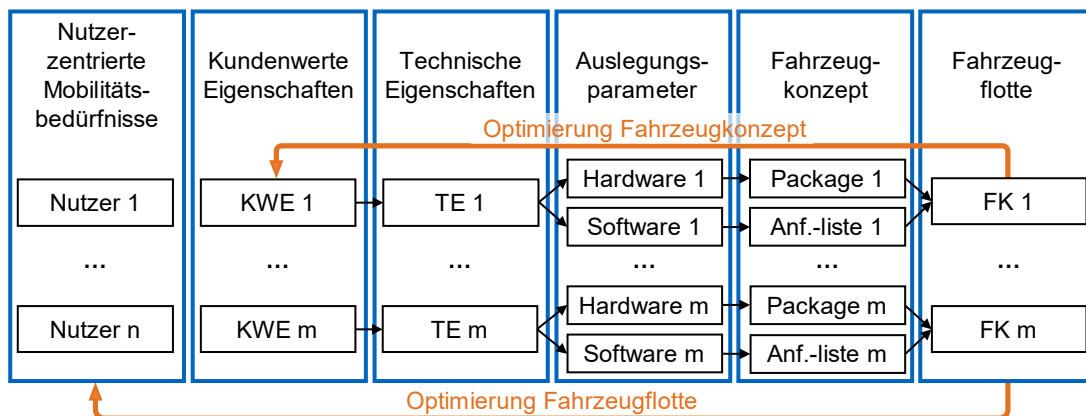 Nutzer-
zentrierte
Mobilitäts-
bedürfnisse
Kundenwerte
Eigenschaften
Technische
Eigenschaften
Auslegungs-
parameter
Fahrzeug-
konzept
Fahrzeug-
flotte
Optimierung Fahrzeugkonzept
Nutzer 1
KWE 1
TE 1
Hardware 1
Software 1
Package 1
Anf.-liste 1
FK 1
...
...
...
...
...
...
Nutzer n
KWE m
TE m
Hardware m
Software m
Package m
Anf.-liste m
FK m
Optimierung Fahrzeugflotte